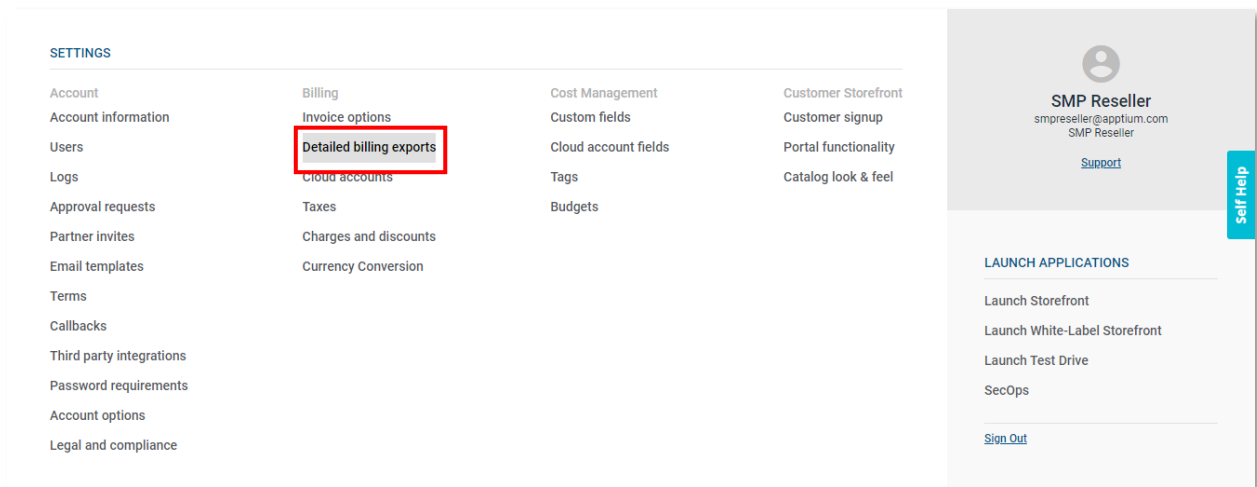 SETTINGS
Account
Account information
Users
Logs
Approval requests
Partner invites
Email templates
Terms
Callbacks
Third party integrations
Password requirements
Account options
Legal and compliance
Billing
Invoice options
Detailed billing exports
Cloud accounts
Taxes
Charges and discounts
Currency Conversion
Cost Management
Custom fields
Cloud account fields
Tags
Budgets
Customer Storefront
Customer signup
Portal functionality
Catalog look & feel
SMP Reseller
smpreseller@apptium.com
SMP Reseller
Support
Self Help
LAUNCH APPLICATIONS
Launch Storefront
Launch White-Label Storefront
Launch Test Drive
SecOps
Sign Out